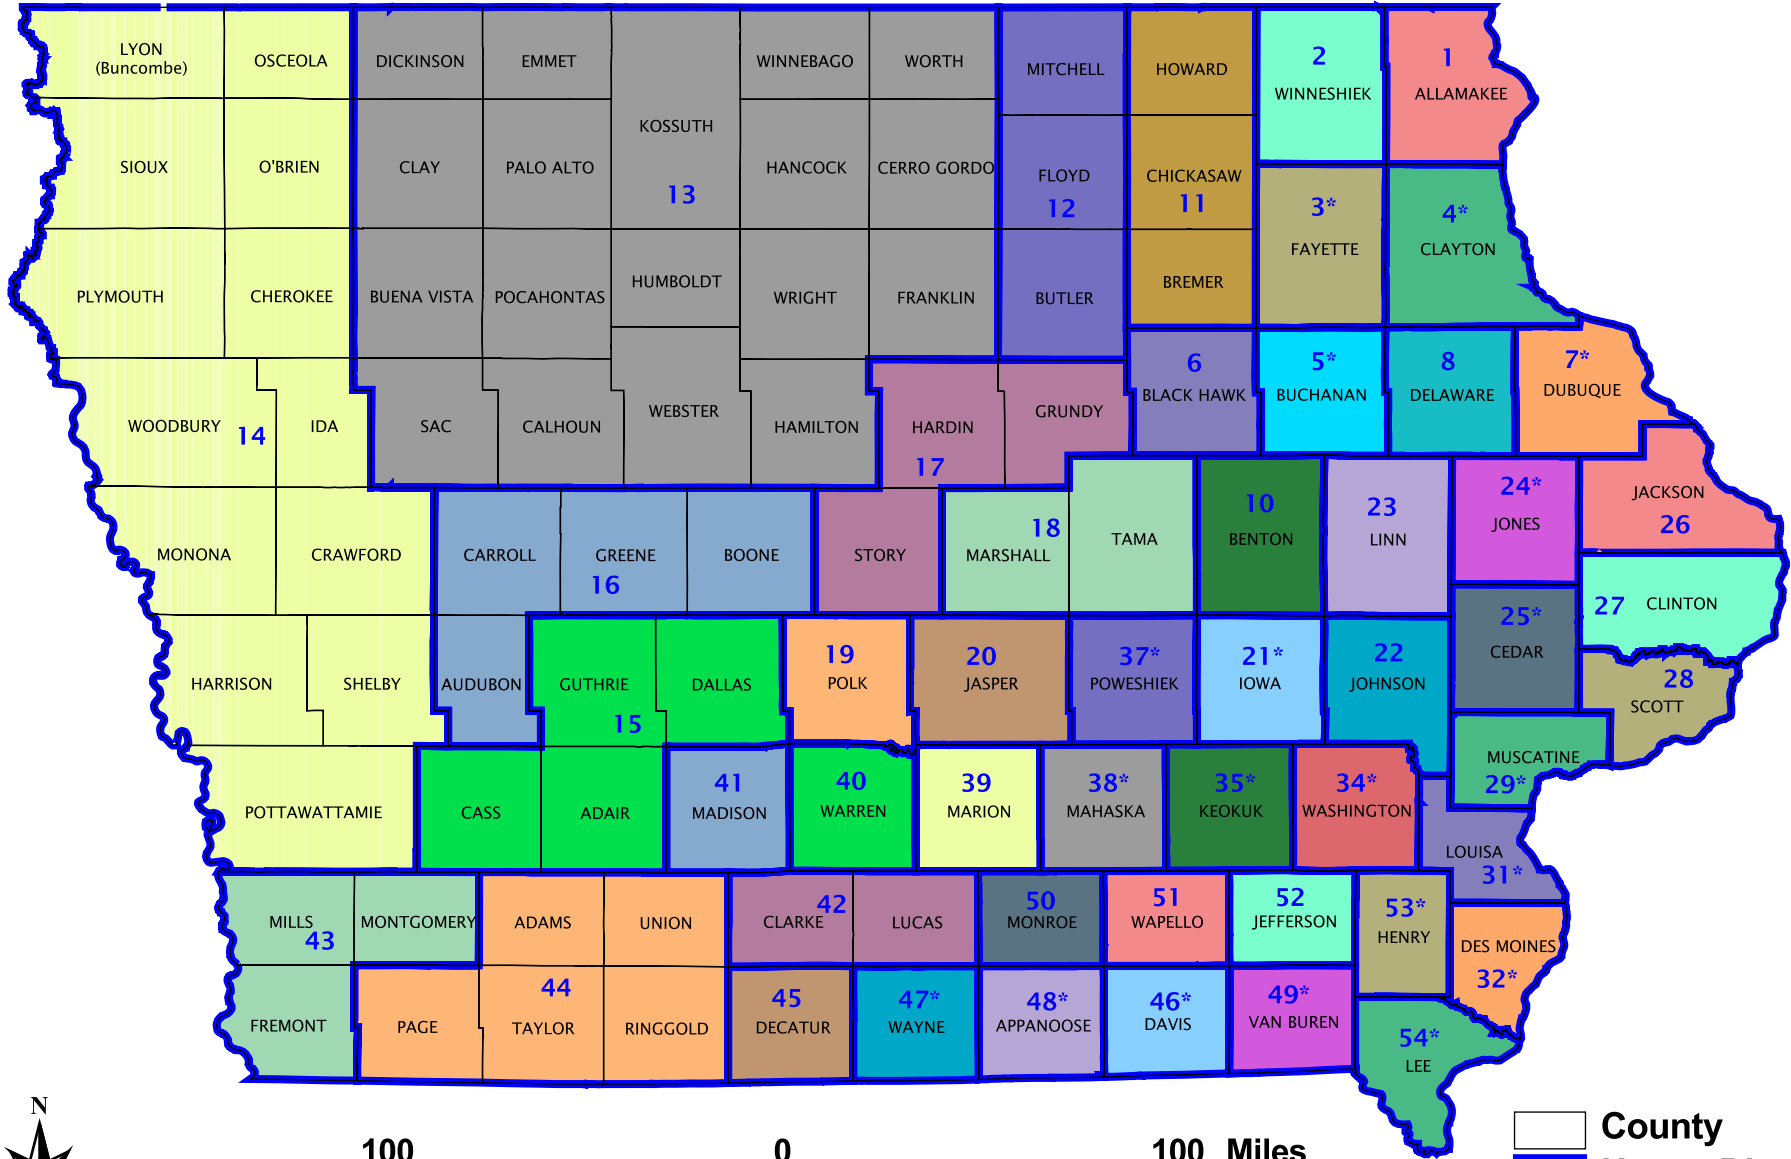 LYON
(Buncombe)
OSCEOLA
DICKINSON
EMMET
WINNEBAGO
WORTH
MITCHELL
HOWARD
2
WINNESHIEK
1
ALLAMAKEE
KOSSUTH
13
SIOUX
O'BRIEN
CLAY
PALO ALTO
HANCOCK
CERRO GORDO
FLOYD
12
CHICKASAW
11
3*
FAYETTE
4*
CLAYTON
PLYMOUTH
CHEROKEE
BUENA VISTA
POCAHONTAS
HUMBOLDT
WRIGHT
FRANKLIN
BUTLER
BREMER
6
BLACK HAWK
5*
BUCHANAN
8
DELAWARE
7*
DUBUQUE
WOODBURY
14
IDA
SAC
CALHOUN
WEBSTER
HAMILTON
HARDIN
17
GRUNDY
MONONA
CRAWFORD
CARROLL
GREENE
16
BOONE
STORY
18
MARSHALL
TAMA
10
BENTON
23
LINN
24*
JONES
JACKSON
26
25*
CEDAR
27
CLINTON
HARRISON
SHELBY
AUDUBON
GUTHRIE
15
DALLAS
19
POLK
20
JASPER
37*
POWESHIEK
21*
IOWA
22
JOHNSON
28
SCOTT
MUSCATINE
29*
POTTAWATTAMIE
CASS
ADAIR
41
MADISON
40
WARREN
39
MARION
38*
MAHASKA
35*
KEOKUK
34*
WASHINGTON
LOUISA
31*
MILLS
43
MONTGOMERY
ADAMS
UNION
CLARKE
42
LUCAS
50
MONROE
51
WAPELLO
52
JEFFERSON
53*
HENRY
DES MOINES
32*
FREMONT
PAGE
44
TAYLOR
RINGGOLD
45
DECATUR
47*
WAYNE
48*
APPANOOSE
46*
DAVIS
49*
VAN BUREN
54*
LEE
N
100
0
100 Miles
County